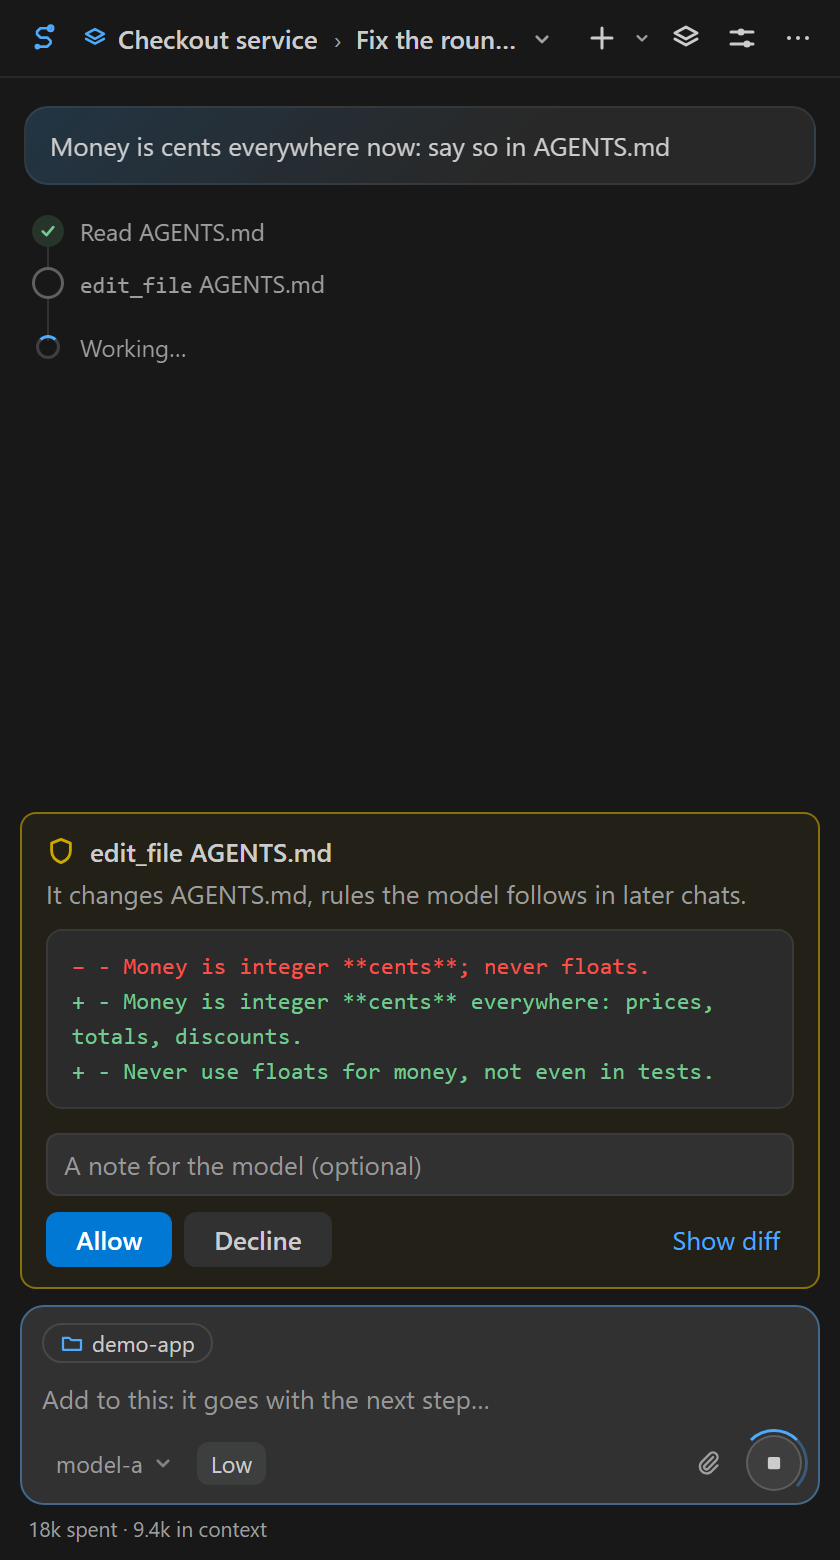 Checkout service › Fix the roun...
Money is cents everywhere now: say so in AGENTS.md
Read AGENTS.md
edit_file AGENTS.md
Working...
edit_file AGENTS.md
It changes AGENTS.md, rules the model follows in later chats.
− - Money is integer **cents**; never floats.
+ - Money is integer **cents** everywhere: prices,
totals, discounts.
+ - Never use floats for money, not even in tests.
A note for the model (optional)
Allow Decline Show diff
demo-app
Add to this: it goes with the next step...
model-a Low
18k spent · 9.4k in context